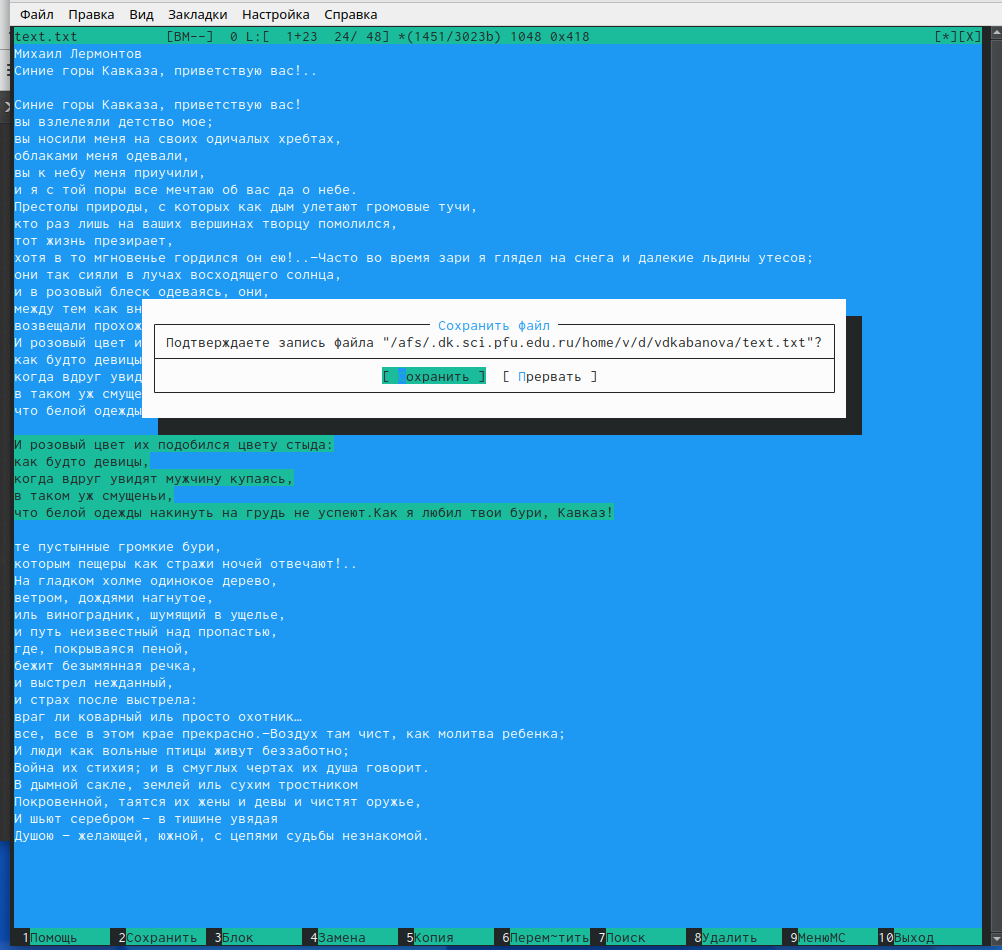 Файл Правка Вид Закладки Настройка Справка
text.txt [BM--] 0 L:[ 1+23 24/ 48] *(1451/3023b) 1048 0x418 [*][X]
Михаил Лермонтов
Синие горы Кавказа, приветствую вас!..
Синие горы Кавказа, приветствую вас!
вы взлелеяли детство мое;
вы носили меня на своих одичалых хребтах,
облаками меня одевали,
вы к небу меня приучили,
и я с той поры все мечтаю об вас да о небе.
Престолы природы, с которых как дым улетают громовые тучи,
кто раз лишь на ваших вершинах творцу помолился,
тот жизнь презирает,
хотя в то мгновенье гордился он ею!..—Часто во время зари я глядел на снега и далекие льдины утесов;
они так сияли в лучах восходящего солнца,
и в розовый блеск одеваясь, они,
между тем как вн
возвещали прохож
И розовый цвет и
как будто девицы
когда вдруг увид
в таком уж смуще
что белой одежды
Сохранить файл
Подтверждаете запись файла "/afs/.dk.sci.pfu.edu.ru/home/v/d/vdkabanova/text.txt"?
[ охранить ] [ Прервать ]
И розовый цвет их подобился цвету стыда:
как будто девицы,
когда вдруг увидят мужчину купаясь,
в таком уж смущеньи,
что белой одежды накинуть на грудь не успеют.Как я любил твои бури, Кавказ!
те пустынные громкие бури,
которым пещеры как стражи ночей отвечают!..
На гладком холме одинокое дерево,
ветром, дождями нагнутое,
иль виноградник, шумящий в ущелье,
и путь неизвестный над пропастью,
где, покрываяся пеной,
бежит безымянная речка,
и выстрел нежданный,
и страх после выстрела:
враг ли коварный иль просто охотник…
все, все в этом крае прекрасно.—Воздух там чист, как молитва ребенка;
И люди как вольные птицы живут беззаботно;
Война их стихия; и в смуглых чертах их душа говорит.
В дымной сакле, землей иль сухим тростником
Покровенной, таятся их жены и девы и чистят оружье,
И шьют серебром — в тишине увядая
Душою — желающей, южной, с цепями судьбы незнакомой.
1Помощь 2Сохранить 3Блок 4Замена 5Копия 6Перем~тить 7Поиск 8Удалить 9МенюMC 10Выход